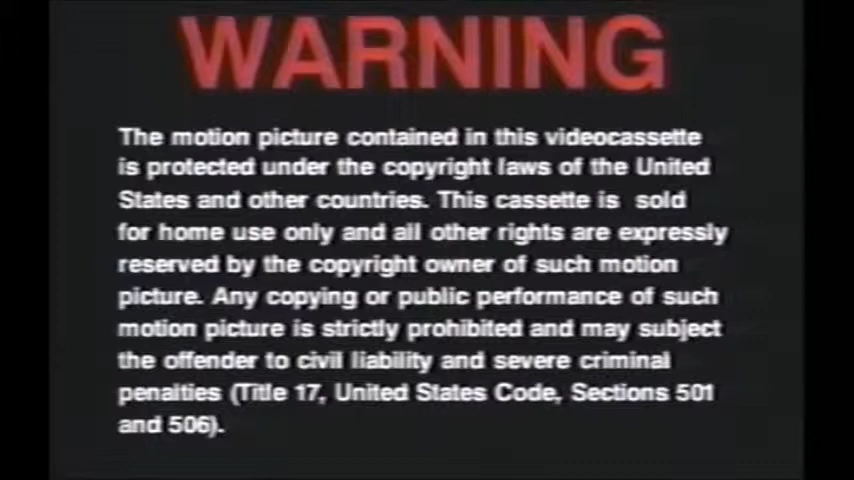 WARNING
The motion picture contained in this videocassette
is protected under the copyright laws of the United
States and other countries. This cassette is sold
for home use only and all other rights are expressly
reserved by the copyright owner of such motion
picture. Any copying or public performance of such
motion picture is strictly prohibited and may subject
the offender to civil liability and severe criminal
penalties (Title 17, United States Code, Sections 501
and 506).